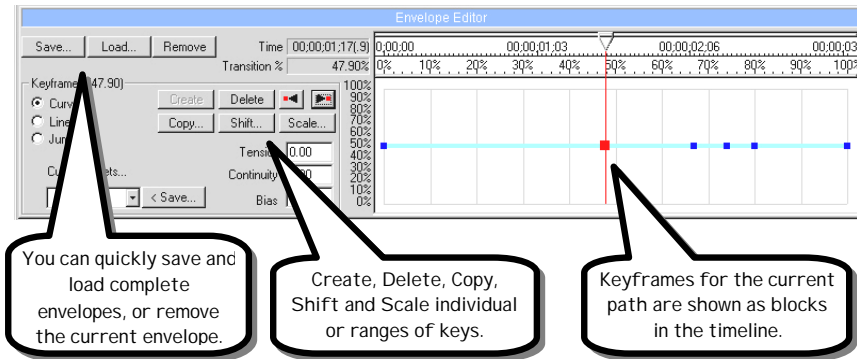 Envelope Editor
Save... Load... Remove Time 00;00;01;17(.9) 0;00;00 00;00;01;03 00;00;02;06 00;00;03
Transition % 47.90% 0% 10% 20% 30% 40% 50% 60% 70% 80% 90% 100%
100%
90%
80%
70%
60%
50%
40%
30%
20%
10%
0%
Create Delete
Copy... Shift... Scale...
0.00
Continuity
< Save... Bias
You can quickly save and
load complete
envelopes, or remove
the current envelope.
Create, Delete, Copy,
Shift and Scale individual
or ranges of keys.
Keyframes for the current
path are shown as blocks
in the timeline.